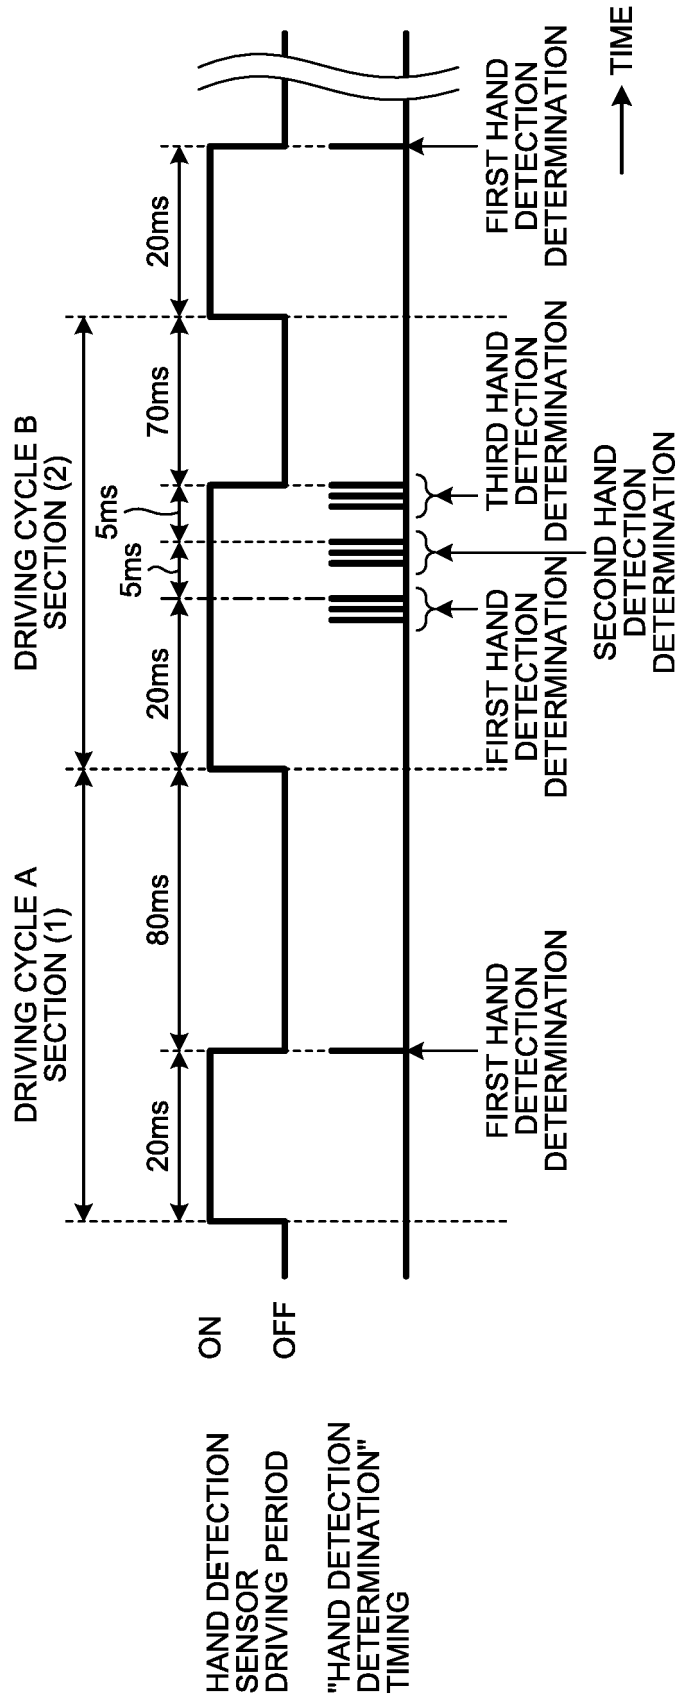 DRIVING CYCLE A
SECTION (1)
DRIVING CYCLE B
SECTION (2)
20ms
80ms
20ms
5ms
5ms
70ms
20ms
HAND DETECTION
SENSOR
DRIVING PERIOD
ON
OFF
"HAND DETECTION
DETERMINATION"
TIMING
FIRST HAND
DETECTION
DETERMINATION
FIRST HAND
DETECTION
DETERMINATION
SECOND HAND
DETECTION
DETERMINATION
THIRD HAND
DETECTION
DETERMINATION
FIRST HAND
DETECTION
DETERMINATION
TIME